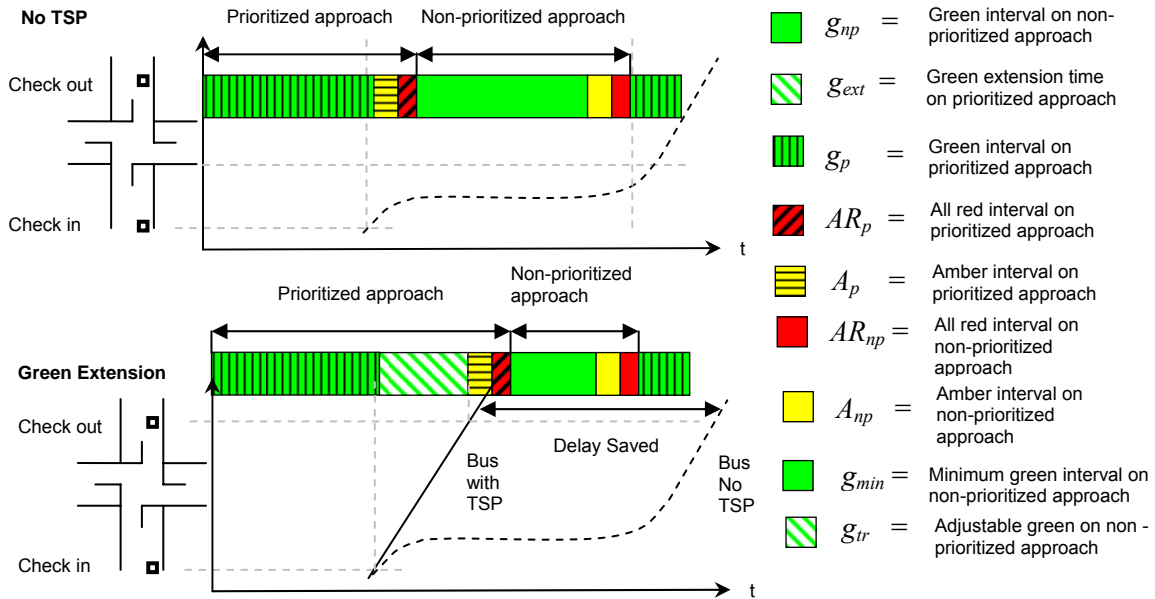 No TSP
Prioritized approach
Non-prioritized approach
Check out
Check in
t
Green Extension
Prioritized approach
Non-prioritized
approach
Check out
Delay Saved
Bus
with
TSP
Bus
No
TSP
Check in
t
gnp = Green interval on non-
prioritized approach
gext = Green extension time
on prioritized approach
gp = Green interval on
prioritized approach
ARp = All red interval on
prioritized approach
Ap = Amber interval on
prioritized approach
ARnp = All red interval on
non-prioritized
approach
Anp = Amber interval on
non-prioritized
approach
gmin = Minimum green interval on
non-prioritized approach
gtr = Adjustable green on non -
prioritized approach